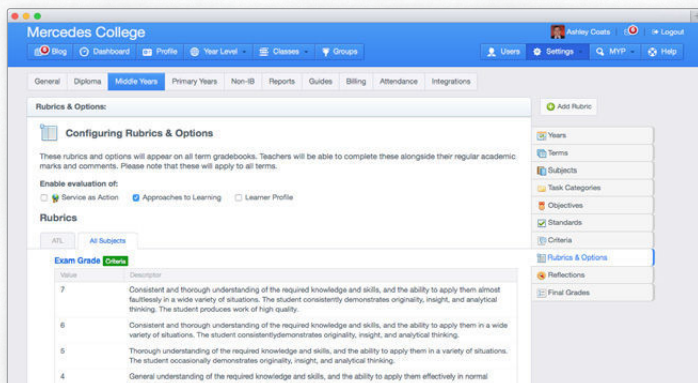 Mercedes College
Ashley Coats
Logout
Blog Dashboard Profile Year Level Classes Groups
Users Settings MYP Help
General Diploma Middle Years Primary Years Non-IB Reports Guides Billing Attendance Integrations
Rubrics & Options:
Add Rubric
Configuring Rubrics & Options
These rubrics and options will appear on all term gradebooks. Teachers will be able to complete these alongside their regular academic
marks and comments. Please note that these will apply to all terms.
Enable evaluation of:
Service as Action Approaches to Learning Learner Profile
Rubrics
ATL All Subjects
Exam Grade Criteria
Value Descriptor
7 Consistent and thorough understanding of the required knowledge and skills, and the ability to apply them almost
faultlessly in a wide variety of situations. The student consistently demonstrates originality, insight, and analytical
thinking. The student produces work of high quality.
6 Consistent and thorough understanding of the required knowledge and skills, and the ability to apply them in a wide
variety of situations. The student consistentlydemonstrates originality, insight, and analytical thinking.
5 Thorough understanding of the required knowledge and skills, and the ability to apply them in a variety of situations.
The student occasionally demonstrates originality, insight, and analytical thinking.
4 General understanding of the required knowledge and skills, and the ability to apply them effectively in normal
Years
Terms
Subjects
Task Categories
Objectives
Standards
Criteria
Rubrics & Options
Reflections
Final Grades